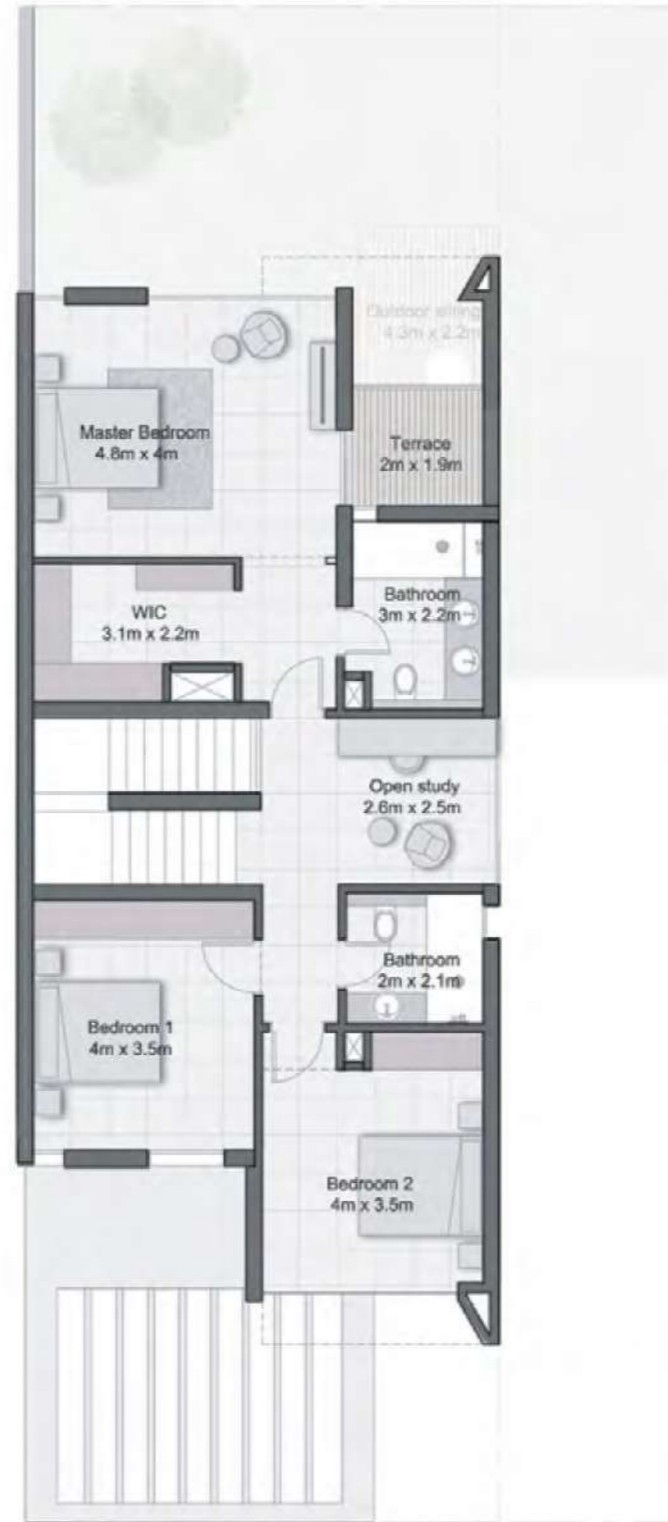 Outdoor sitting
4.3m x 2.2m
Master Bedroom
4.8m x 4m
Terrace
2m x 1.9m
WIC
3.1m x 2.2m
Bathroom
3m x 2.2m
Open study
2.6m x 2.5m
Bathroom
2m x 2.1m
Bedroom 1
4m x 3.5m
Bedroom 2
4m x 3.5m